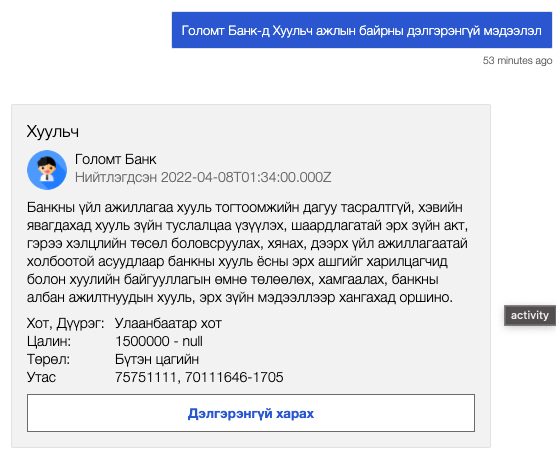 Голомт Банк-д Хуульч ажлын байрны дэлгэрэнгүй мэдээлэл
53 minutes ago
Хуульч
Голомт Банк
Нийтлэгдсэн 2022-04-08T01:34:00.000Z
Банкны үйл ажиллагаа хууль тогтоомжийн дагуу тасралтгүй, хэвийн
явагдахад хууль зүйн туслалцаа үзүүлэх, шаардлагатай эрх зүйн акт,
гэрээ хэлцлийн төсөл боловсруулах, хянах, дээрх үйл ажиллагаатай
холбоотой асуудлаар банкны хууль ёсны эрх ашгийг харилцагчид
болон хуулийн байгууллагын өмнө төлөөлөх, хамгаалах, банкны
албан ажилтнуудын хууль, эрх зүйн мэдээллээр хангахад оршино.
activity
Хот, Дүүрэг: Улаанбаатар хот
Цалин: 1500000 - null
Төрөл: Бүтэн цагийн
Утас 75751111, 70111646-1705
Дэлгэрэнгүй харах